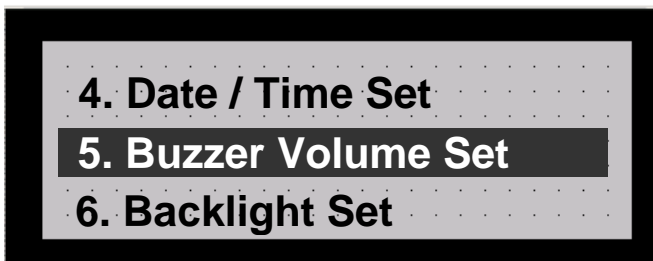 4. Date / Time Set
5. Buzzer Volume Set
6. Backlight Set